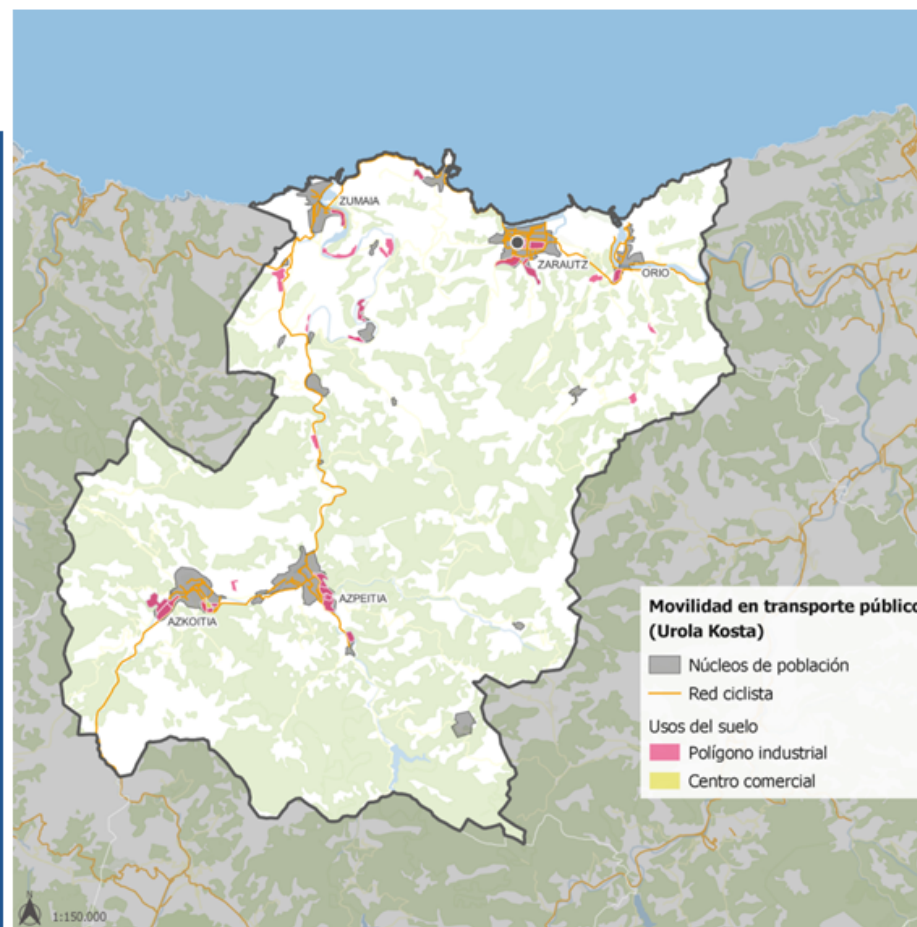 ZUMAIA
ZARAUTZ
ORIO
AZPEITIA
AZKOITIA
Movilidad en transporte público
(Urola Kosta)
Núcleos de población
Red ciclista
Usos del suelo
Polígono industrial
Centro comercial
N
1:150.000